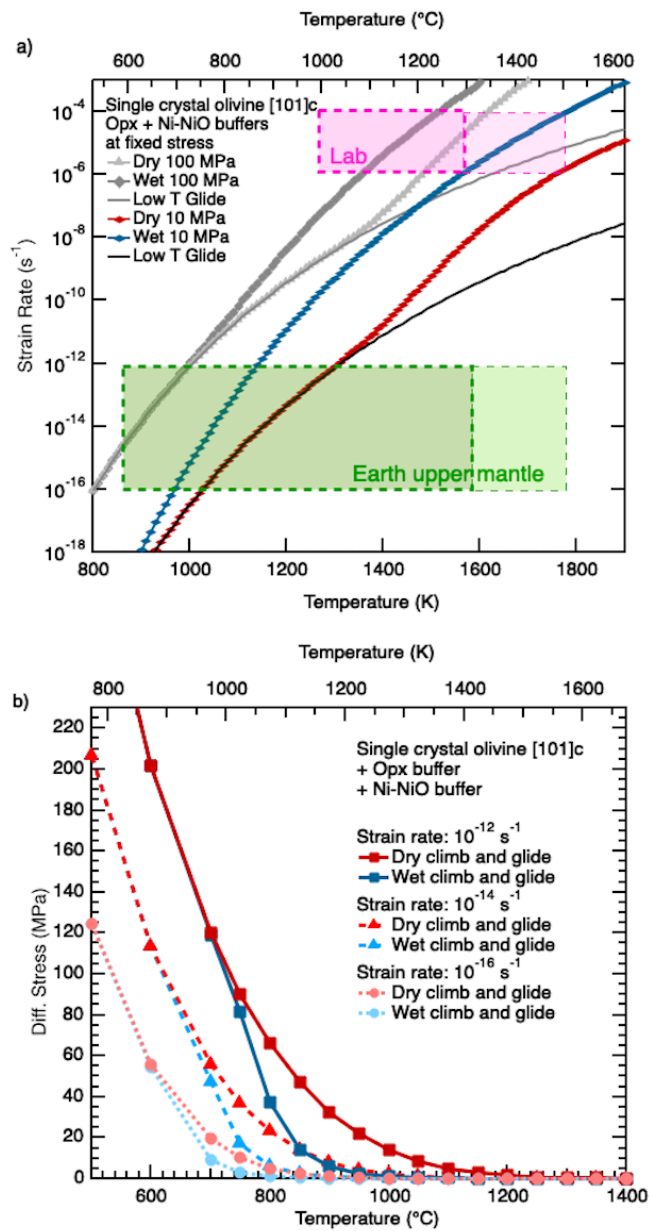 Temperature (°C)
a)
600 800 1000 1200 1400 1600
Single crystal olivine [101]c
Opx + Ni-NiO buffers
at fixed stress
Dry 100 MPa
Wet 100 MPa
Low T Glide
Dry 10 MPa
Wet 10 MPa
Low T Glide
Lab
Earth upper mantle
Strain Rate (s⁻¹)
10⁻⁴
10⁻⁶
10⁻⁸
10⁻¹⁰
10⁻¹²
10⁻¹⁴
10⁻¹⁶
10⁻¹⁸
800 1000 1200 1400 1600 1800
Temperature (K)
Temperature (K)
b)
800 1000 1200 1400 1600
Single crystal olivine [101]c
+ Opx buffer
+ Ni-NiO buffer
Strain rate: 10⁻¹² s⁻¹
Dry climb and glide
Wet climb and glide
Strain rate: 10⁻¹⁴ s⁻¹
Dry climb and glide
Wet climb and glide
Strain rate: 10⁻¹⁶ s⁻¹
Dry climb and glide
Wet climb and glide
Diff. Stress (MPa)
220
200
180
160
140
120
100
80
60
40
20
0
600 800 1000 1200 1400
Temperature (°C)